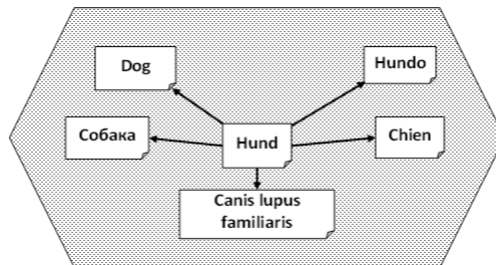 Dog
Hundo
Собака
Hund
Chien
Canis lupus
familiaris